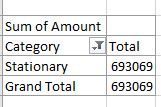 Sum of Amount
Category Total
Stationary 693069
Grand Total 693069